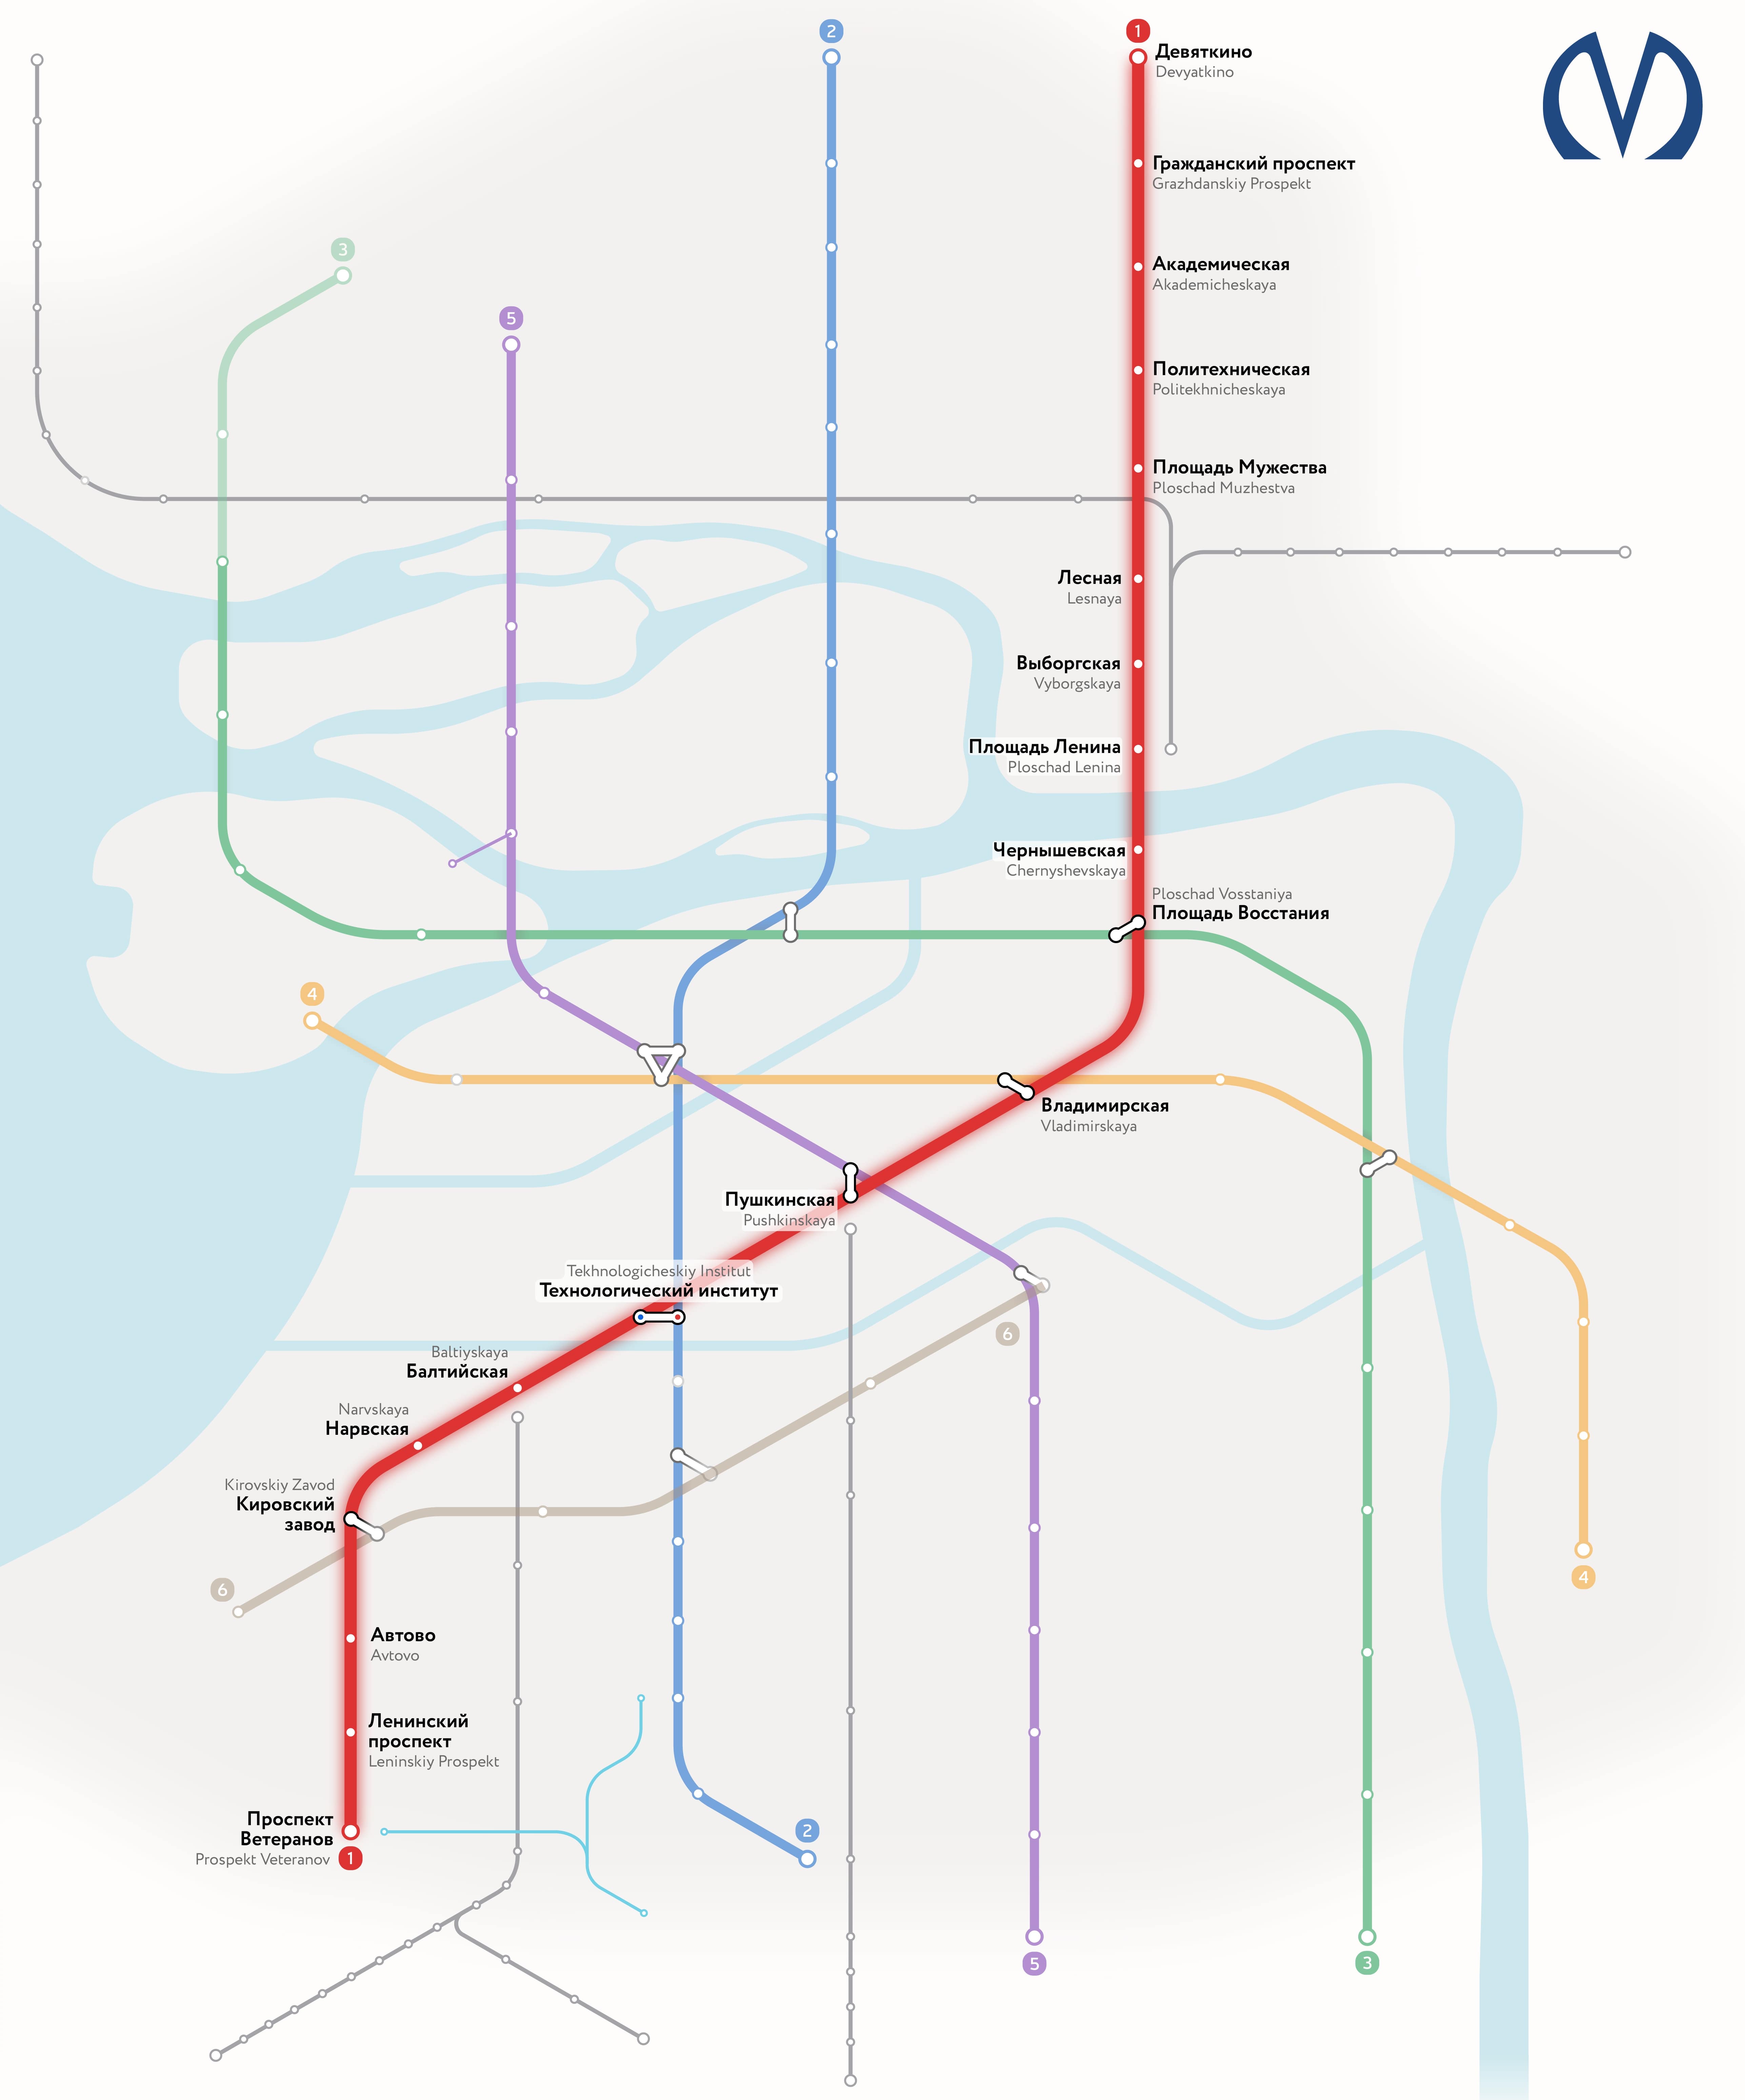 2
1
Девяткино
Devyatkino
Гражданский проспект
Grazhdanskiy Prospekt
3
Академическая
Akademicheskaya
5
Политехническая
Politekhnicheskaya
Площадь Мужества
Ploschad Muzhestva
Лесная
Lesnaya
Выборгская
Vyborgskaya
Площадь Ленина
Ploschad Lenina
Чернышевская
Chernyshevskaya
Ploschad Vosstaniya
Площадь Восстания
4
Владимирская
Vladimirskaya
Пушкинская
Pushkinskaya
Tekhnologicheskiy Institut
Технологический институт
6
Baltiyskaya
Балтийская
Narvskaya
Нарвская
Kirovskiy Zavod
Кировский
завод
6
4
Автово
Avtovo
Ленинский
проспект
Leninskiy Prospekt
Проспект
Ветеранов
Prospekt Veteranov
1
2
5
3